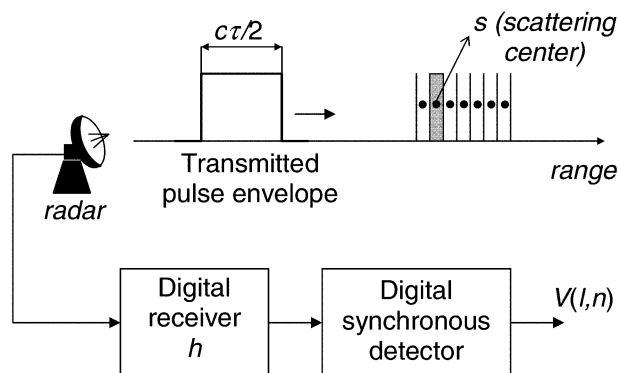 cτ/2
s (scattering
center)
Transmitted
pulse envelope
range
radar
Digital
receiver
h
Digital
synchronous
detector
V(l,n)